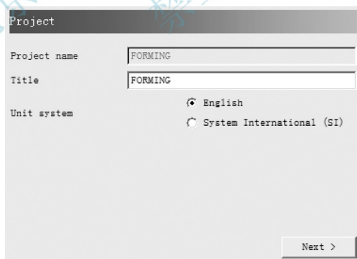 Project
Project name FORMING
Title FORMING
Unit system
English
System International (SI)
Next >